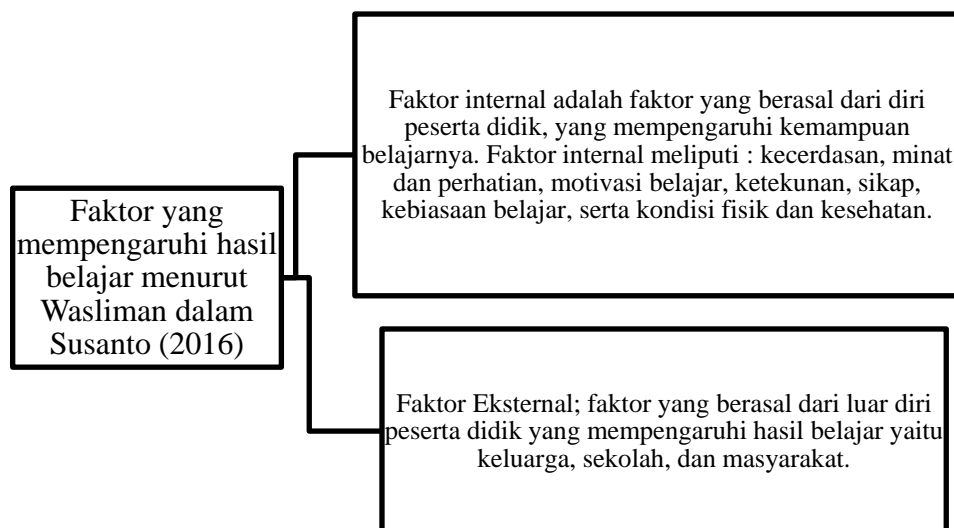 Faktor yang
mempengaruhi hasil
belajar menurut
Wasliman dalam
Susanto (2016)
Faktor internal adalah faktor yang berasal dari diri
peserta didik, yang mempengaruhi kemampuan
belajarnya. Faktor internal meliputi : kecerdasan, minat
dan perhatian, motivasi belajar, ketekunan, sikap,
kebiasaan belajar, serta kondisi fisik dan kesehatan.
Faktor Eksternal; faktor yang berasal dari luar diri
peserta didik yang mempengaruhi hasil belajar yaitu
keluarga, sekolah, dan masyarakat.